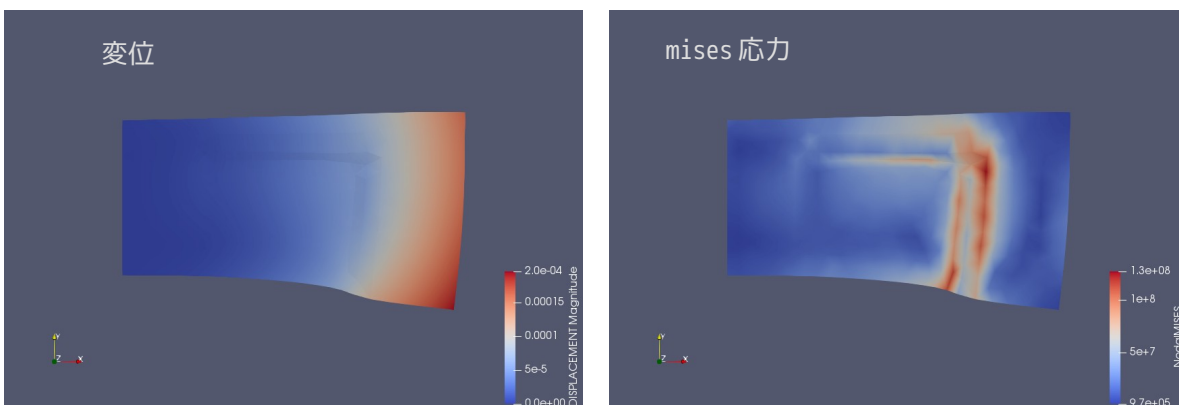 変位
2.0e-04
0.00015
0.0001
5e-5
0.0e+00
DISPLACEMENT Magnitude
Y
Z
X
mises 応力
1.3e+08
1e+8
5e+7
9.7e+05
NodalMISES
Y
Z
X